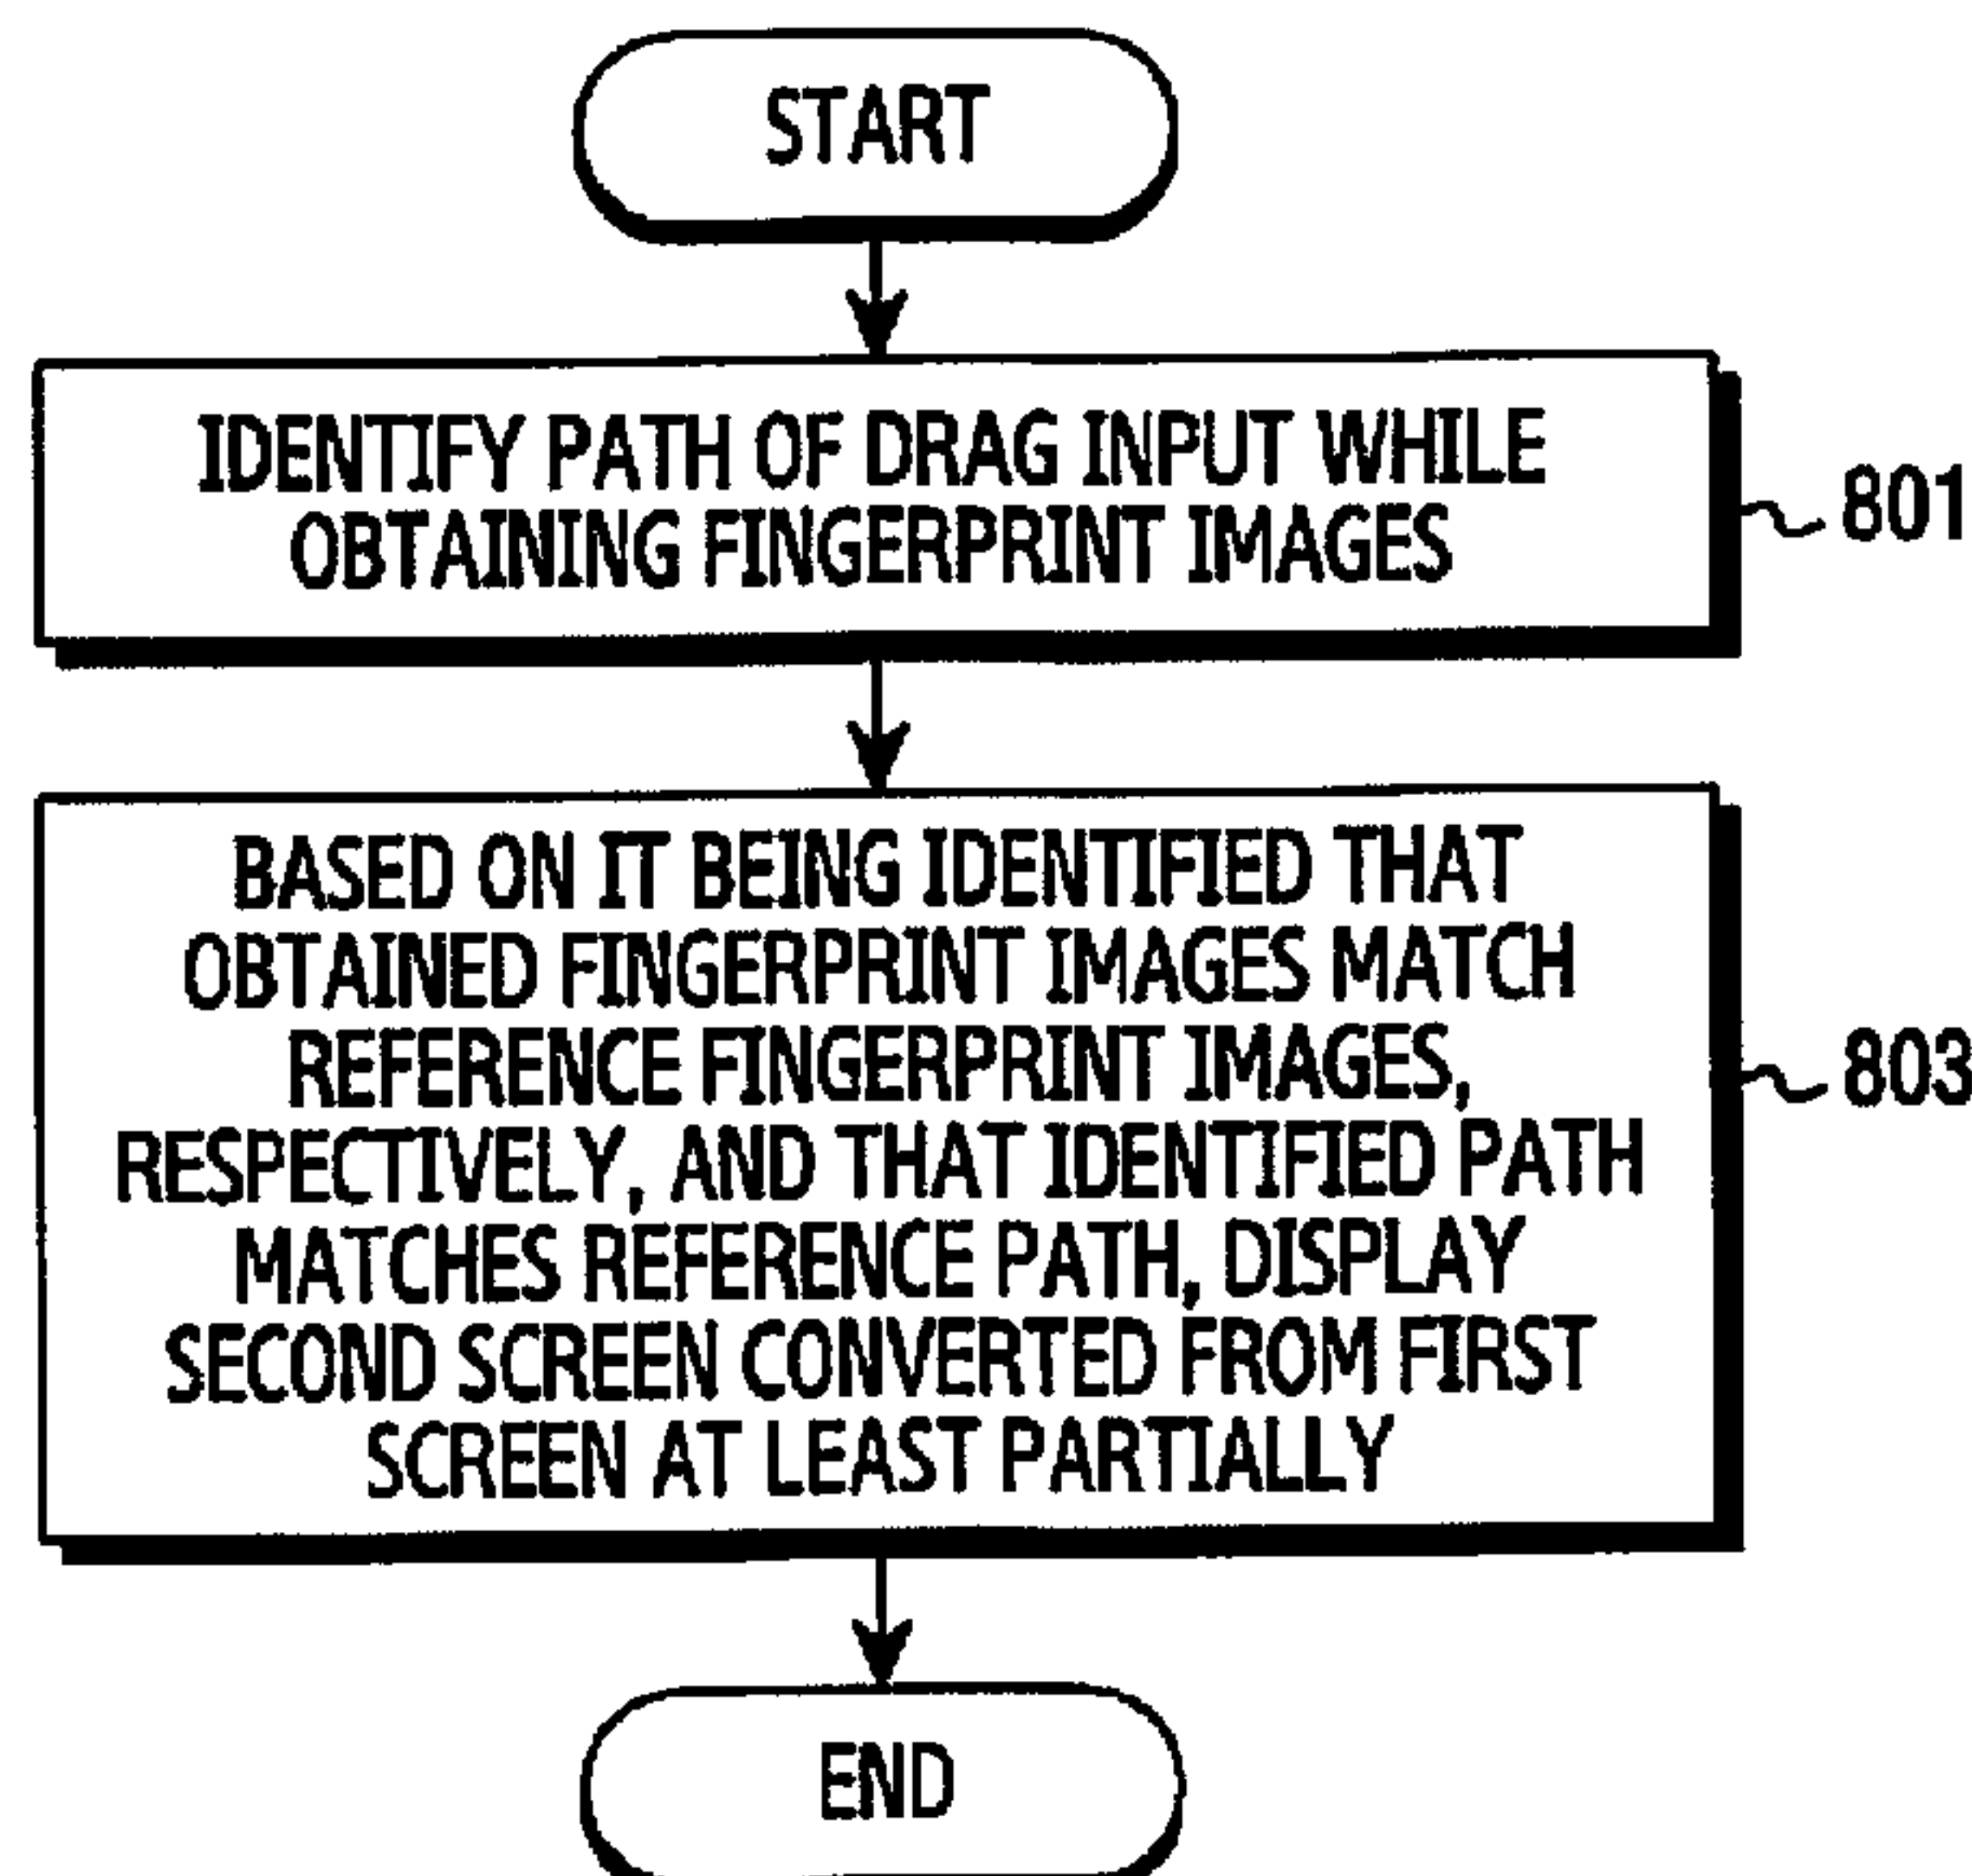 START
IDENTIFY PATH OF DRAG INPUT WHILE
OBTAINING FINGERPRINT IMAGES
801
BASED ON IT BEING IDENTIFIED THAT
OBTAINED FINGERPRINT IMAGES MATCH
REFERENCE FINGERPRINT IMAGES,
RESPECTIVELY, AND THAT IDENTIFIED PATH
MATCHES REFERENCE PATH, DISPLAY
SECOND SCREEN CONVERTED FROM FIRST
SCREEN AT LEAST PARTIALLY
803
END